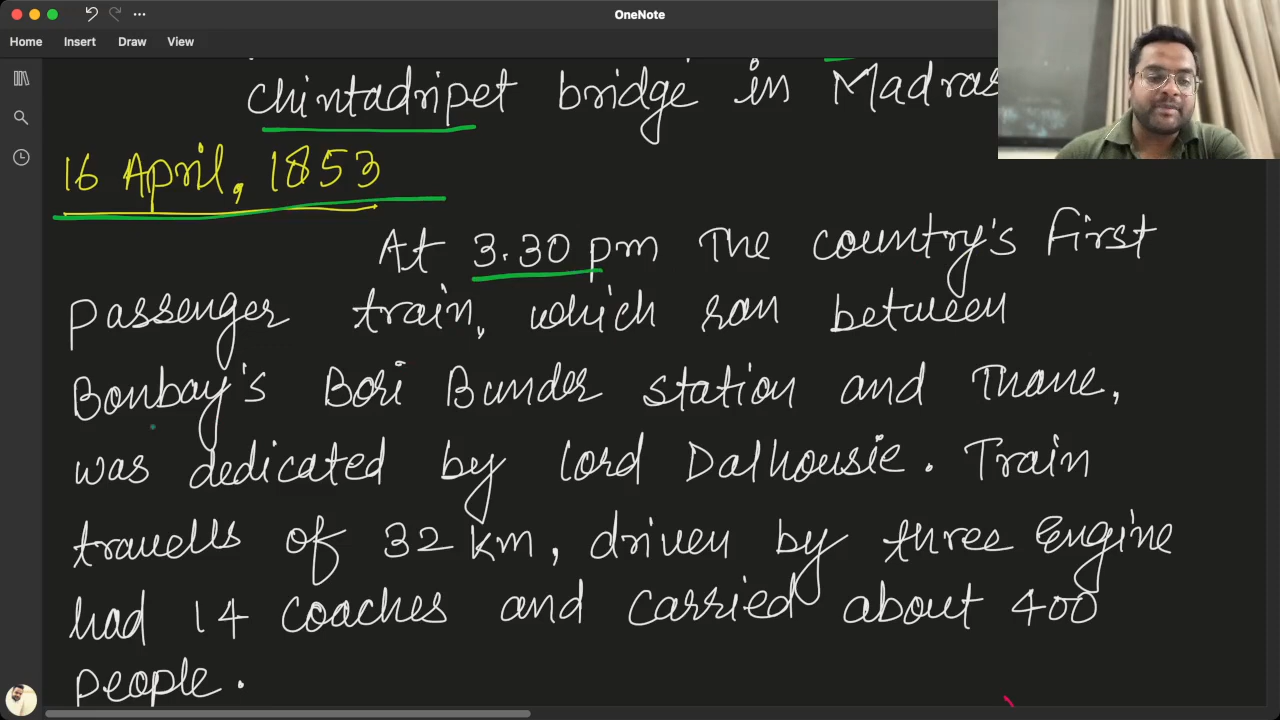 OneNote
Home Insert Draw View
chintadripet bridge in Madras
16 April, 1853
At 3.30 pm The country's First
passenger train, which ran between
Bonbay's Bori Bunder station and Thane,
was dedicated by lord Dalhousie. Train
travells of 32 km, driven by three Engine
had 14 coaches and carried about 400
people.